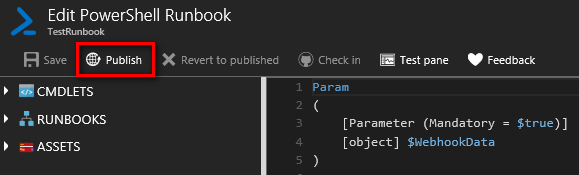 Edit PowerShell Runbook
TestRunbook
Save Publish Revert to published Check in Test pane Feedback
CMDLETS
RUNBOOKS
ASSETS
1 Param
2 (
3 [Parameter (Mandatory = $true)]
4 [object] $WebhookData
5 )